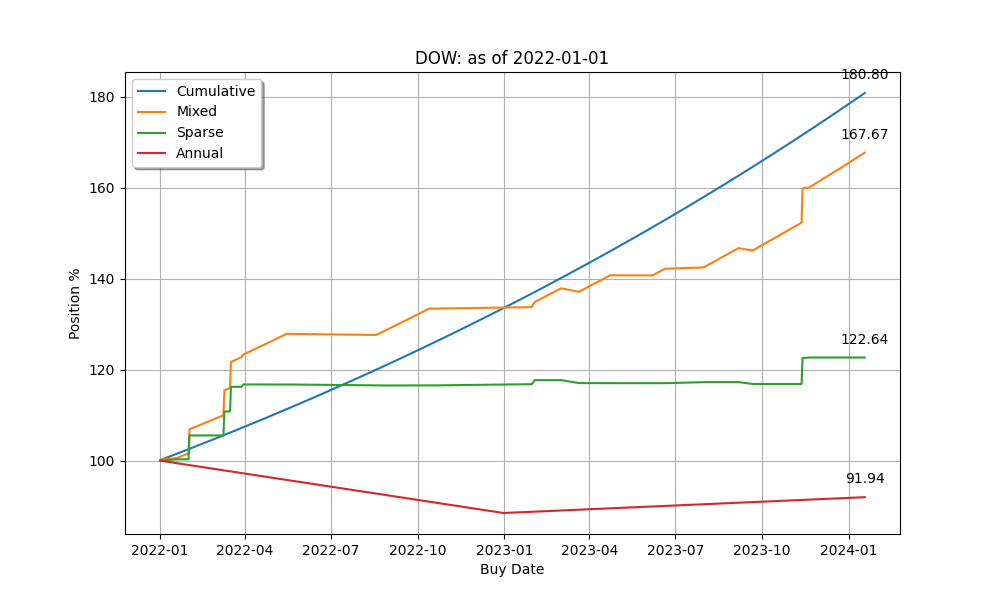 DOW: as of 2022-01-01
Cumulative
Mixed
Sparse
Annual
180.80
167.67
122.64
91.94
180
160
140
120
100
Position %
2022-01 2022-04 2022-07 2022-10 2023-01 2023-04 2023-07 2023-10 2024-01
Buy Date